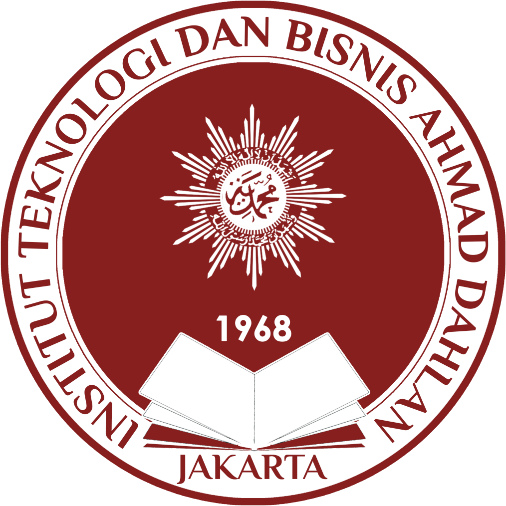 INSTITUT TEKNOLOGI DAN BISNIS AHMAD DAHLAN
1968
JAKARTA